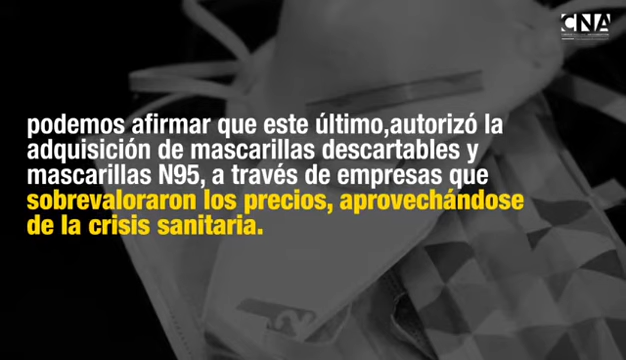 CNA
podemos afirmar que este último,autorizó la
adquisición de mascarillas descartables y
mascarillas N95, a través de empresas que
sobrevaloraron los precios, aprovechándose
de la crisis sanitaria.